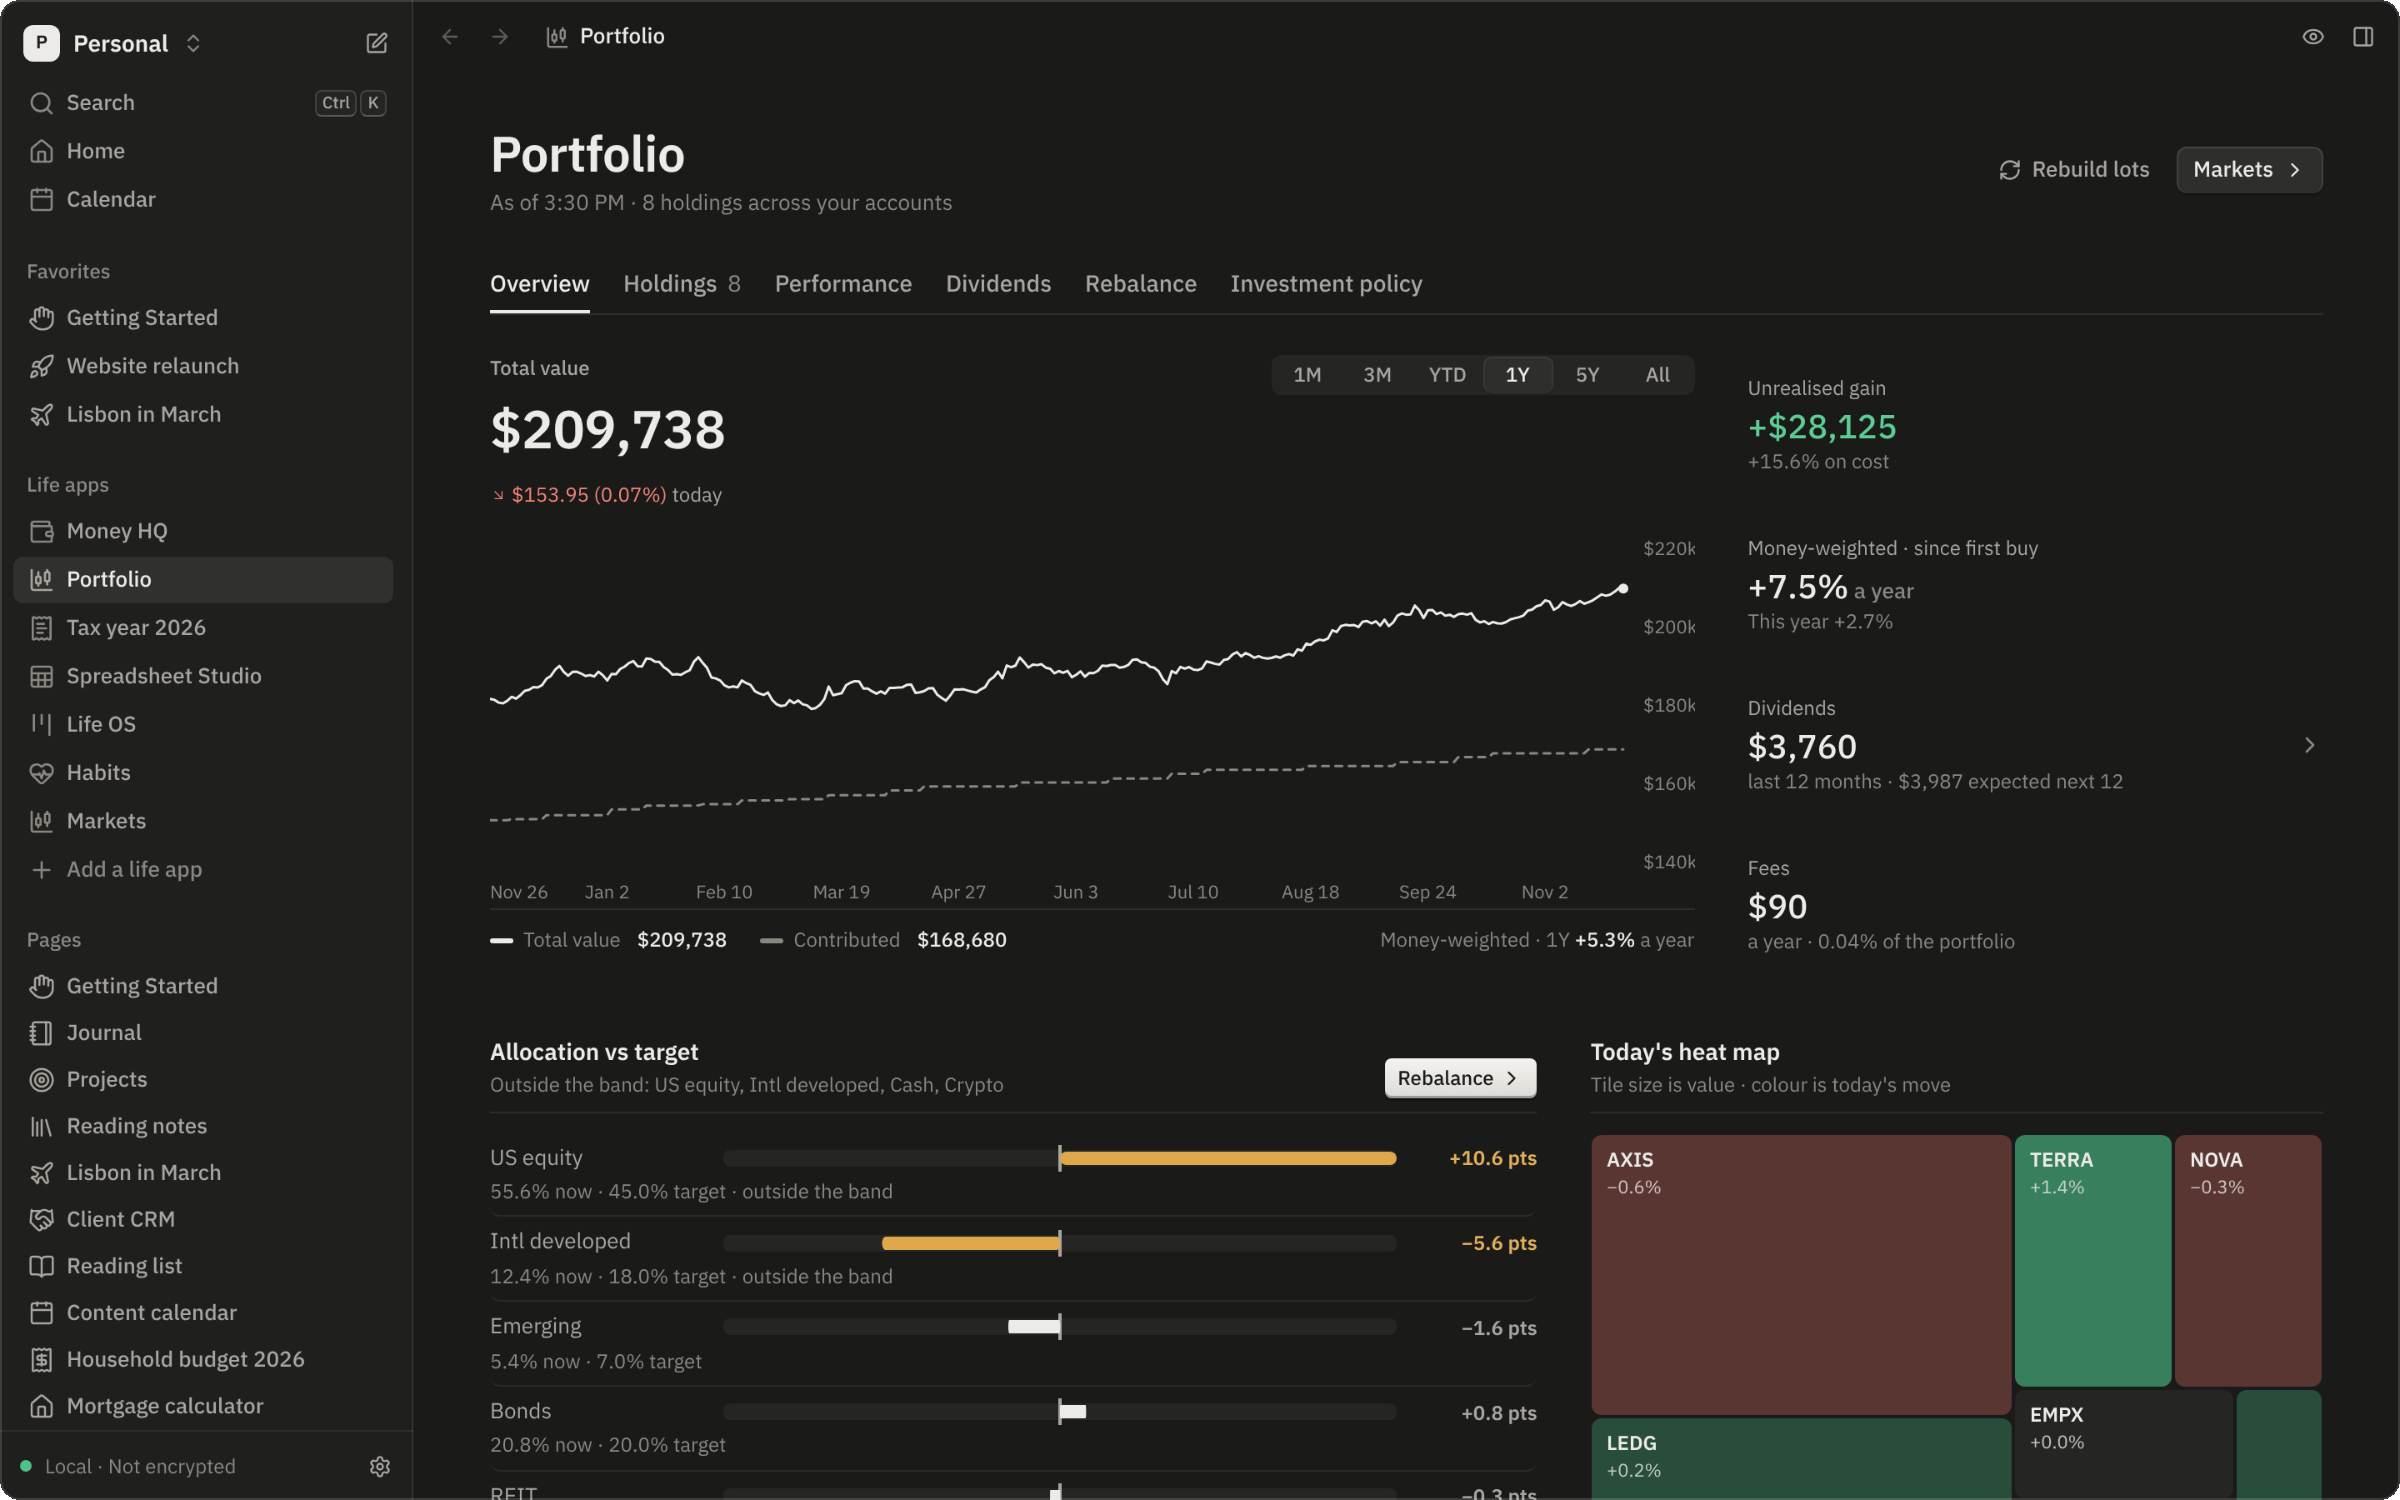 P Personal
Search Ctrl K
Home
Calendar
Favorites
Getting Started
Website relaunch
Lisbon in March
Life apps
Money HQ
Portfolio
Tax year 2026
Spreadsheet Studio
Life OS
Habits
Markets
Add a life app
Pages
Getting Started
Journal
Projects
Reading notes
Lisbon in March
Client CRM
Reading list
Content calendar
Household budget 2026
Mortgage calculator
Local · Not encrypted
Portfolio
Portfolio
As of 3:30 PM · 8 holdings across your accounts
Rebuild lots
Markets
Overview Holdings 8 Performance Dividends Rebalance Investment policy
Total value
$209,738
$153.95 (0.07%) today
1M 3M YTD 1Y 5Y All
$220k
$200k
$180k
$160k
$140k
Nov 26 Jan 2 Feb 10 Mar 19 Apr 27 Jun 3 Jul 10 Aug 18 Sep 24 Nov 2
Total value $209,738 Contributed $168,680
Money-weighted · 1Y +5.3% a year
Unrealised gain
+$28,125
+15.6% on cost
Money-weighted · since first buy
+7.5% a year
This year +2.7%
Dividends
$3,760
last 12 months · $3,987 expected next 12
Fees
$90
a year · 0.04% of the portfolio
Allocation vs target
Outside the band: US equity, Intl developed, Cash, Crypto
Rebalance
US equity +10.6 pts
55.6% now · 45.0% target · outside the band
Intl developed −5.6 pts
12.4% now · 18.0% target · outside the band
Emerging −1.6 pts
5.4% now · 7.0% target
Bonds +0.8 pts
20.8% now · 20.0% target
REIT −0.3 pts
Today's heat map
Tile size is value · colour is today's move
AXIS
−0.6%
TERRA
+1.4%
NOVA
−0.3%
LEDG
+0.2%
EMPX
+0.0%